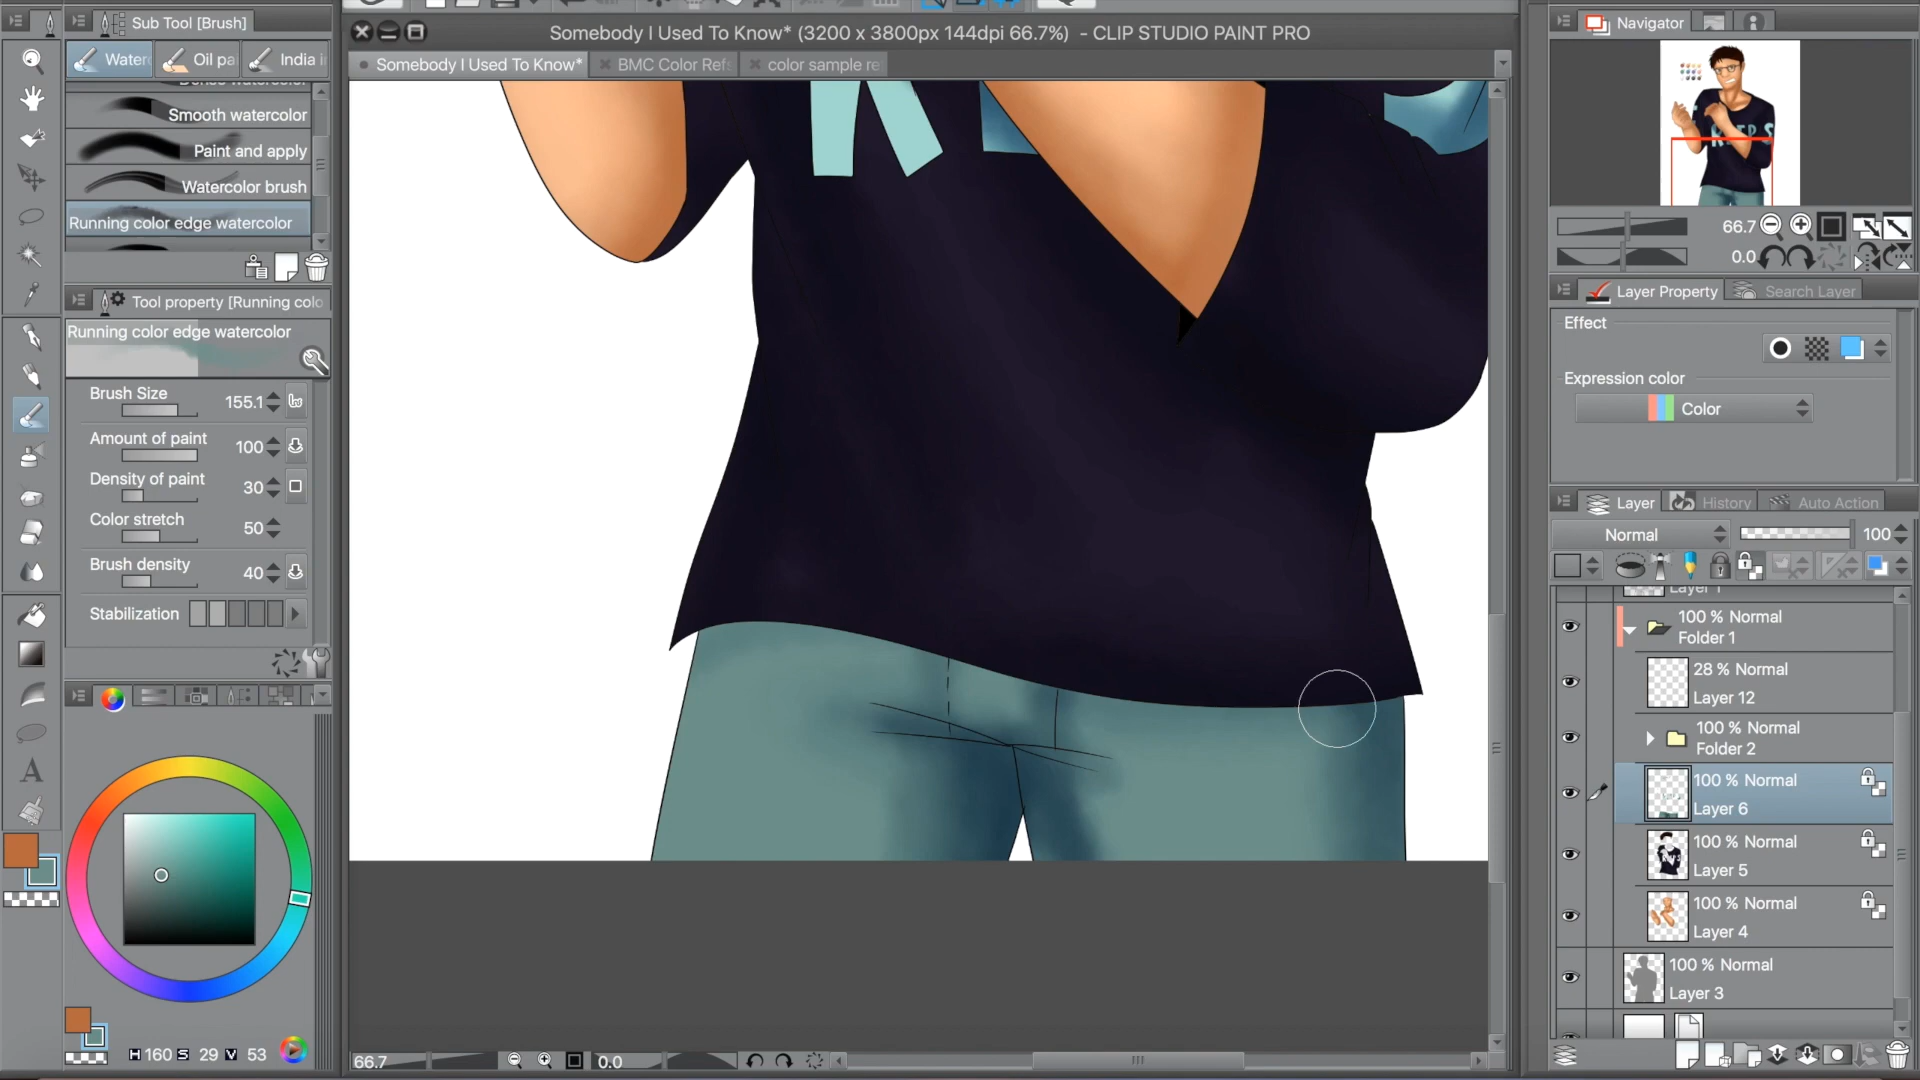 Sub Tool [Brush]
Water
Oil pa
India i
Smooth watercolor
Paint and apply
Watercolor brush
Running color edge watercolor
Tool property [Running colo
Running color edge watercolor
Brush Size
155.1
Amount of paint
100
Density of paint
30
Color stretch
50
Brush density
40
Stabilization
H 160 S 29 V 53
Somebody I Used To Know* (3200 x 3800px 144dpi 66.7%) - CLIP STUDIO PAINT PRO
Somebody I Used To Know*
BMC Color Refs
color sample re
66.7
0.0
Navigator
66.7
0.0
Layer Property
Search Layer
Effect
Expression color
Color
Layer
History
Auto Action
Normal
100
Layer 1
100 % Normal
Folder 1
28 % Normal
Layer 12
100 % Normal
Folder 2
100 % Normal
Layer 6
100 % Normal
Layer 5
100 % Normal
Layer 4
100 % Normal
Layer 3